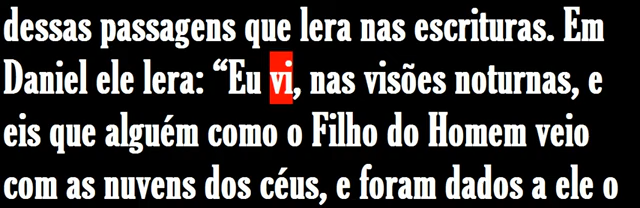 dessas passagens que lera nas escrituras. Em
Daniel ele lera: “Eu vi, nas visões noturnas, e
eis que alguém como o Filho do Homem veio
com as nuvens dos céus, e foram dados a ele o